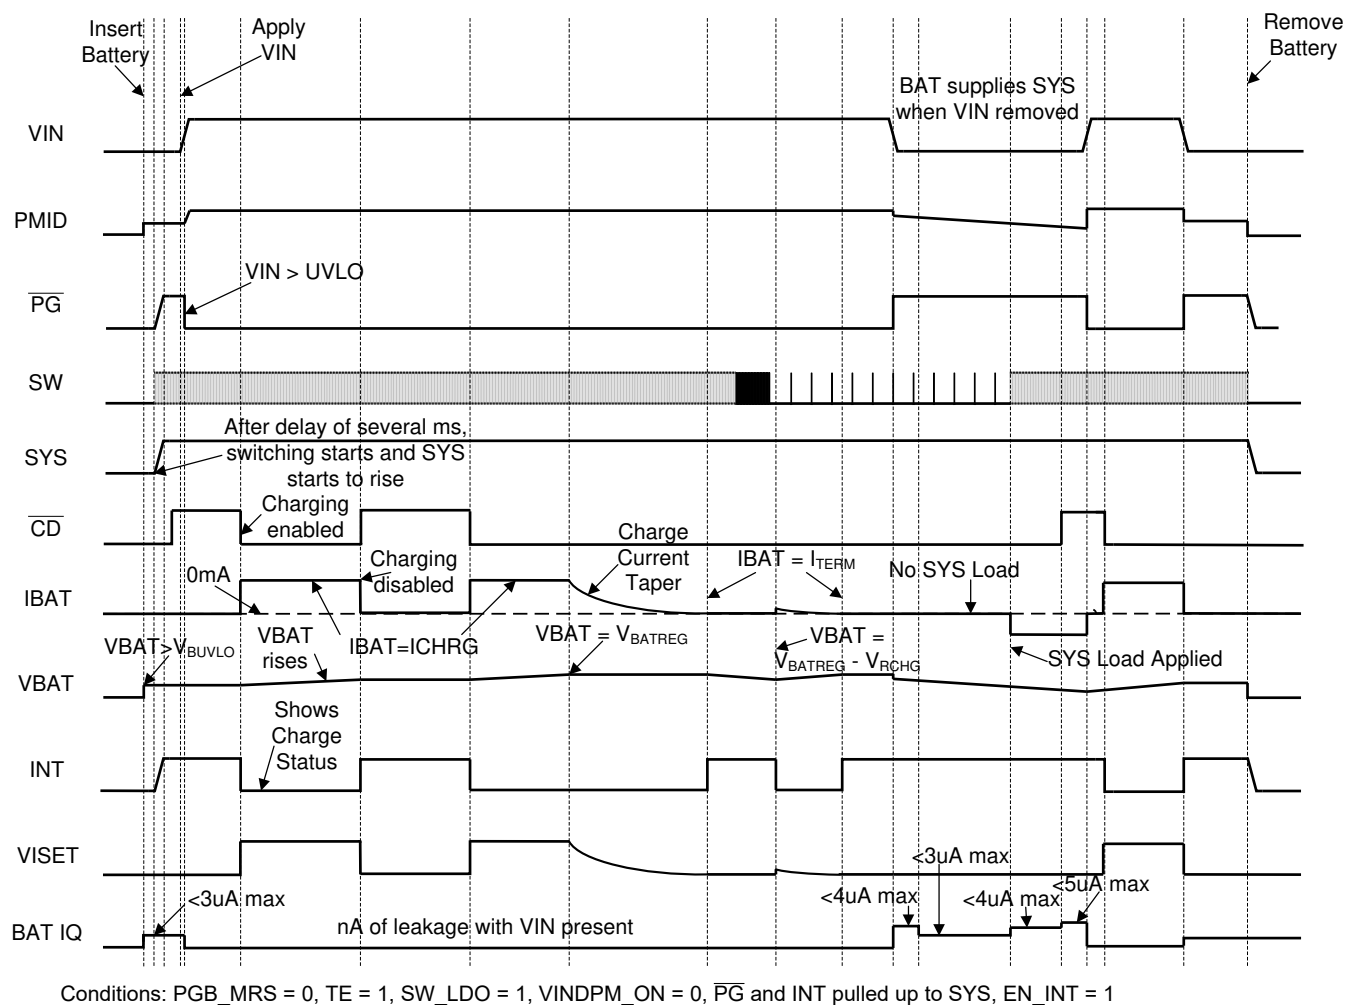 Insert
Battery
Apply
VIN
Remove
Battery
BAT supplies SYS
when VIN removed
VIN
PMID
VIN > UVLO
PG
SW
After delay of several ms,
switching starts and SYS
starts to rise
SYS
Charging
enabled
CD
Charge
Current
Taper
Charging
disabled
IBAT = ITERM
No SYS Load
0mA
IBAT
VBAT>VBUVLO
VBAT
rises
IBAT=ICHRG
VBAT = VBATREG
VBAT =
VBATREG - VRCHG
SYS Load Applied
VBAT
Shows
Charge
Status
INT
VISET
<3uA max
<3uA max
<4uA max
<4uA max
<5uA max
BAT IQ
nA of leakage with VIN present
Conditions: PGB_MRS = 0, TE = 1, SW_LDO = 1, VINDPM_ON = 0, PG and INT pulled up to SYS, EN_INT = 1